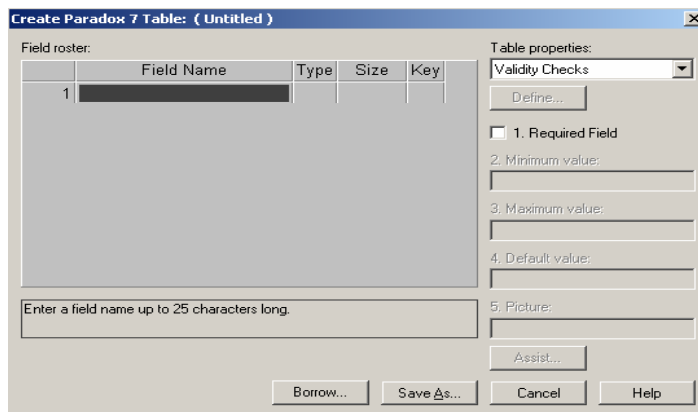 Create Paradox 7 Table: ( Untitled )
Field roster:
Field Name Type Size Key
1
Enter a field name up to 25 characters long.
Table properties:
Validity Checks
Define...
1. Required Field
2. Minimum value:
3. Maximum value:
4. Default value:
5. Picture:
Assist...
Borrow... Save As... Cancel Help